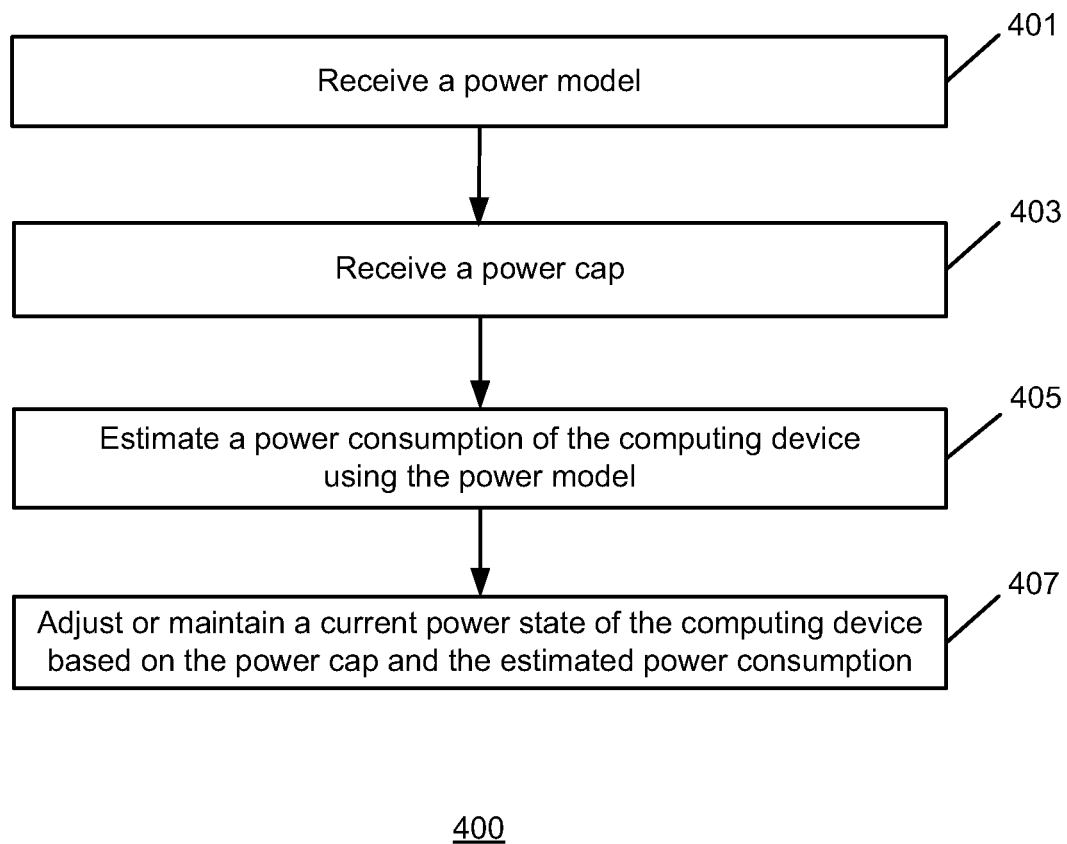 401
Receive a power model
403
Receive a power cap
405
Estimate a power consumption of the computing device
using the power model
407
Adjust or maintain a current power state of the computing device
based on the power cap and the estimated power consumption
400